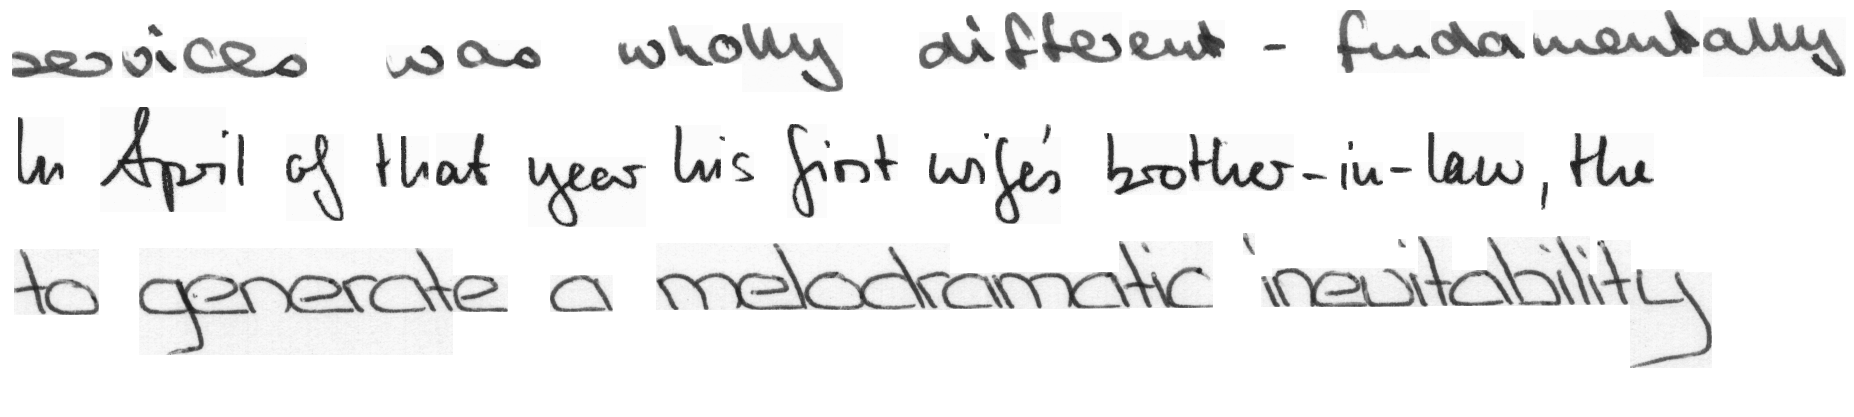 services was wholly different - fundamentally
In April of that year his first wife's brother-in-law, the
to generate a melodramatic 'inevitability